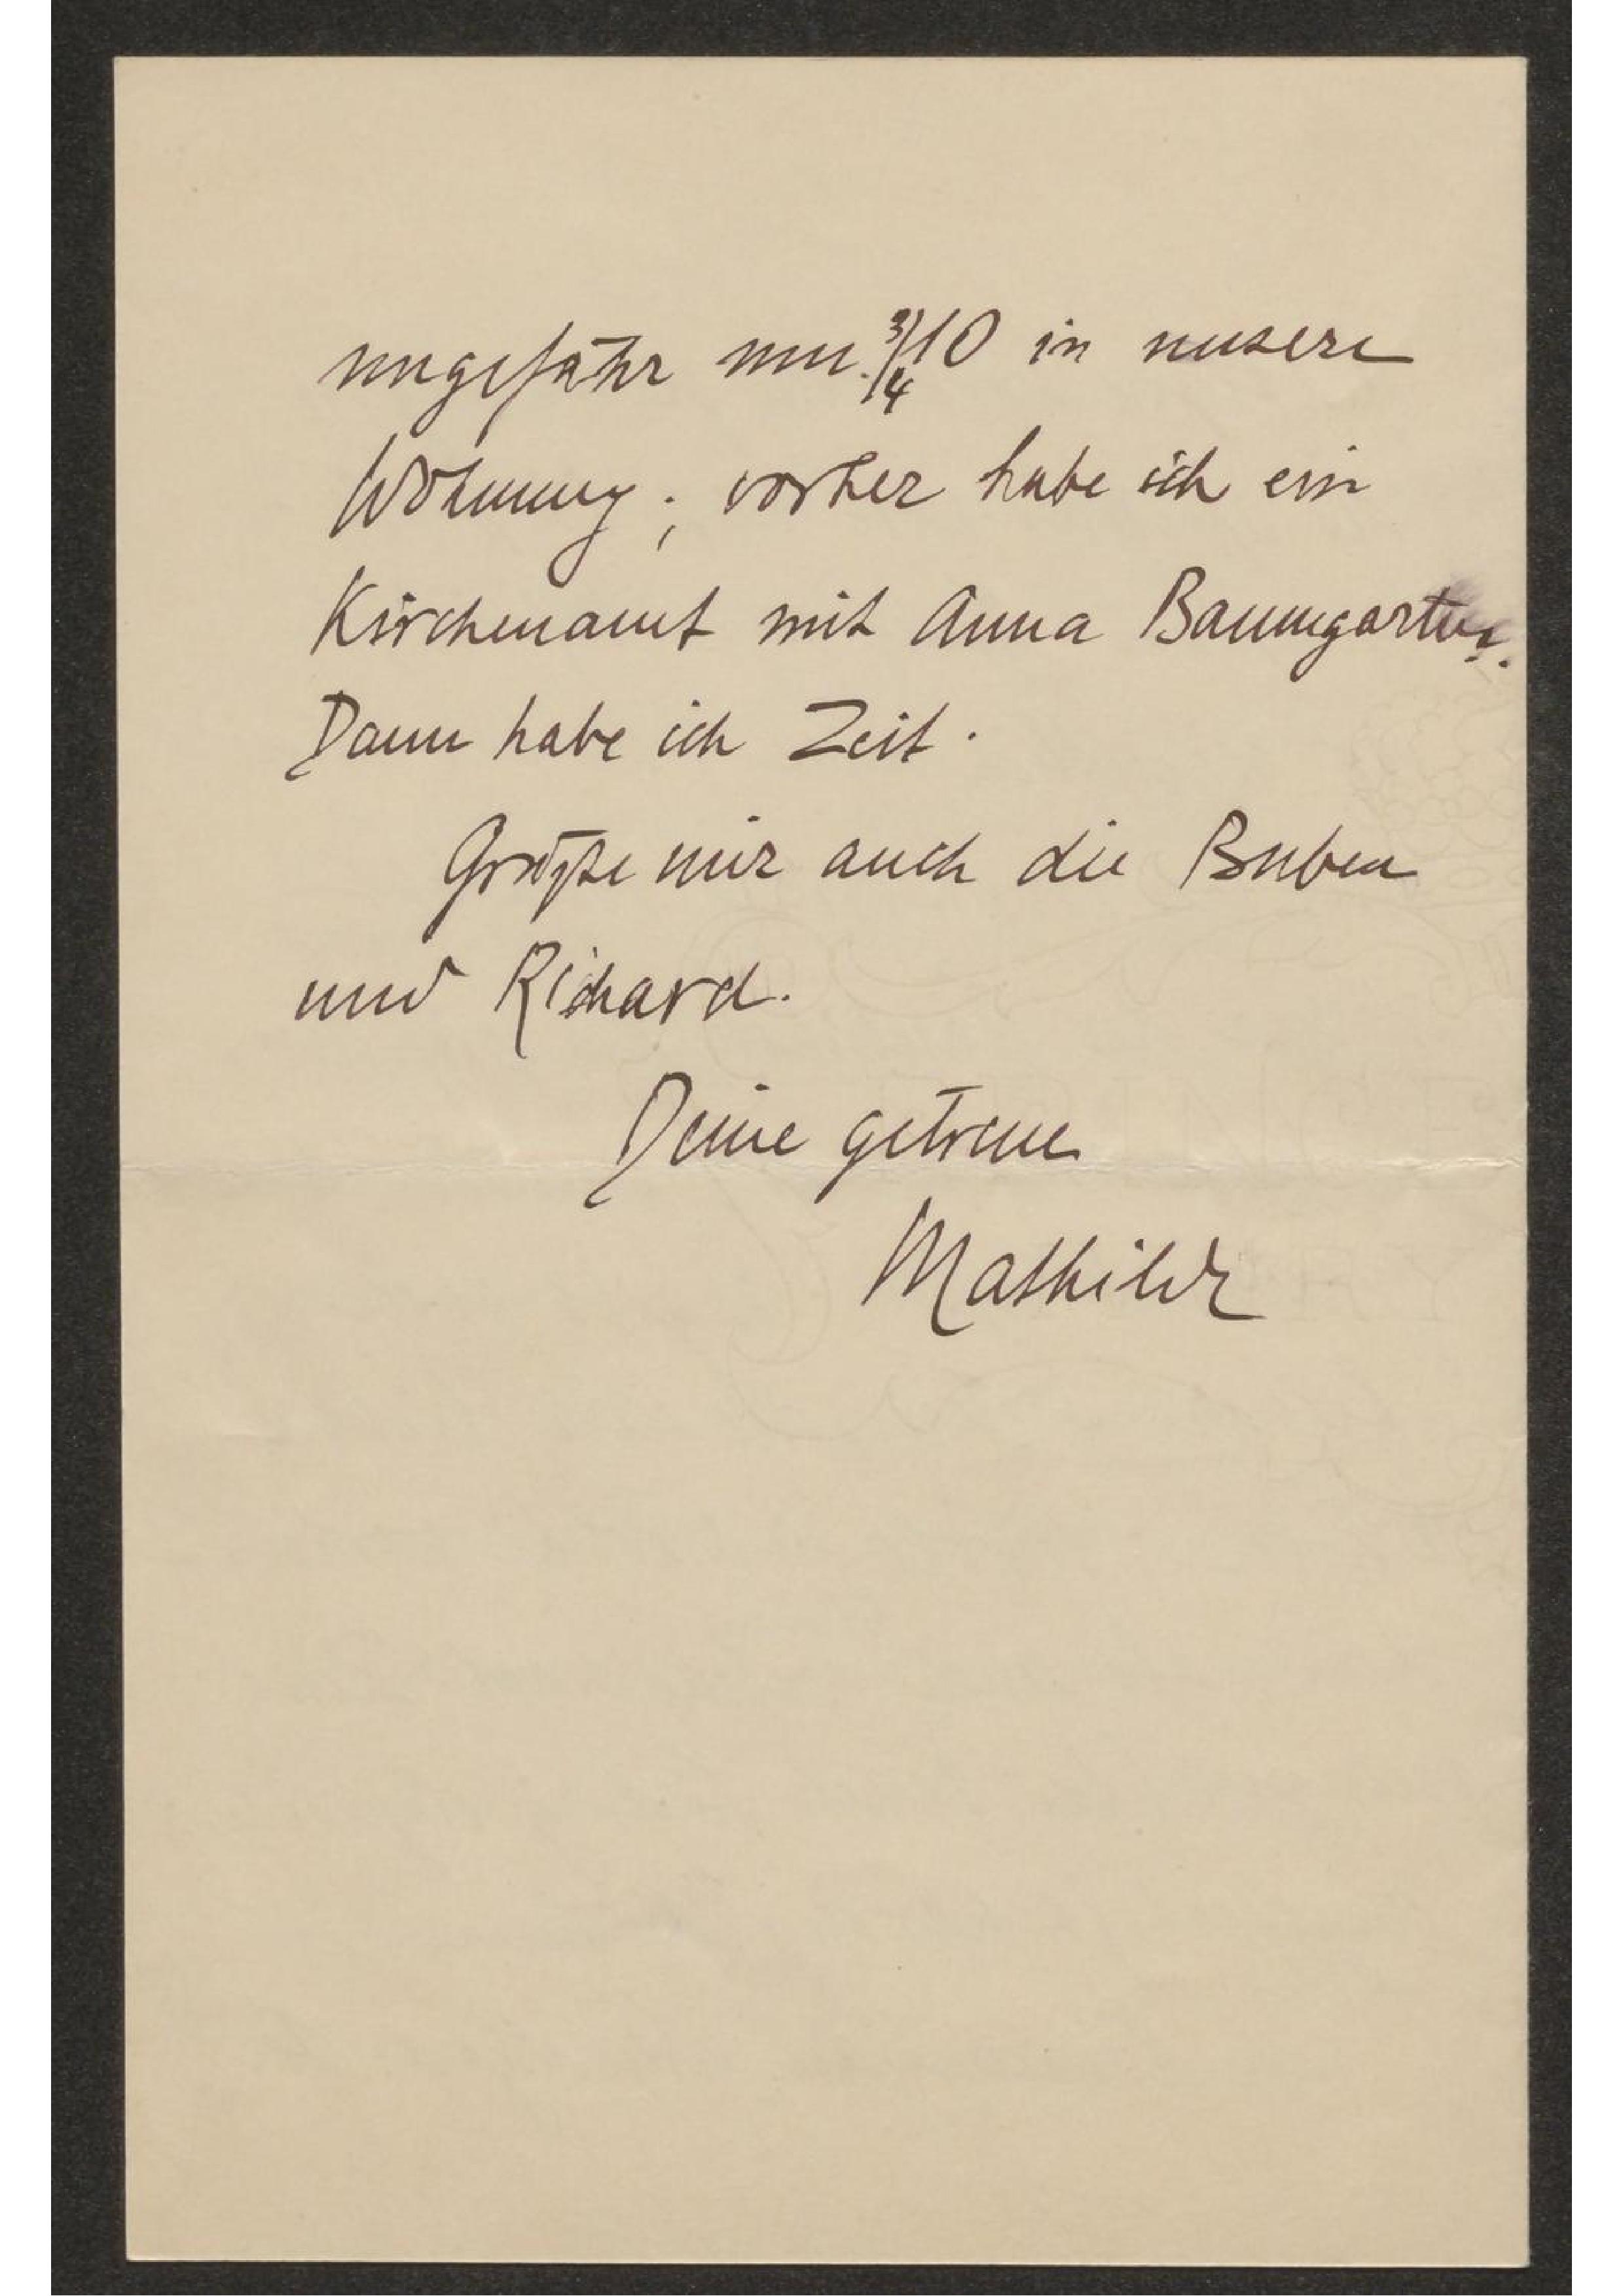 ungefähr um 3/4 10 in unsere
Wohnung; vorher habe ich ein
Kirchenamt mit Anna Baumgartner.
Dann habe ich Zeit.
Grüße mir auch die Buben
und Richard.
Deine getreue
Mathilde